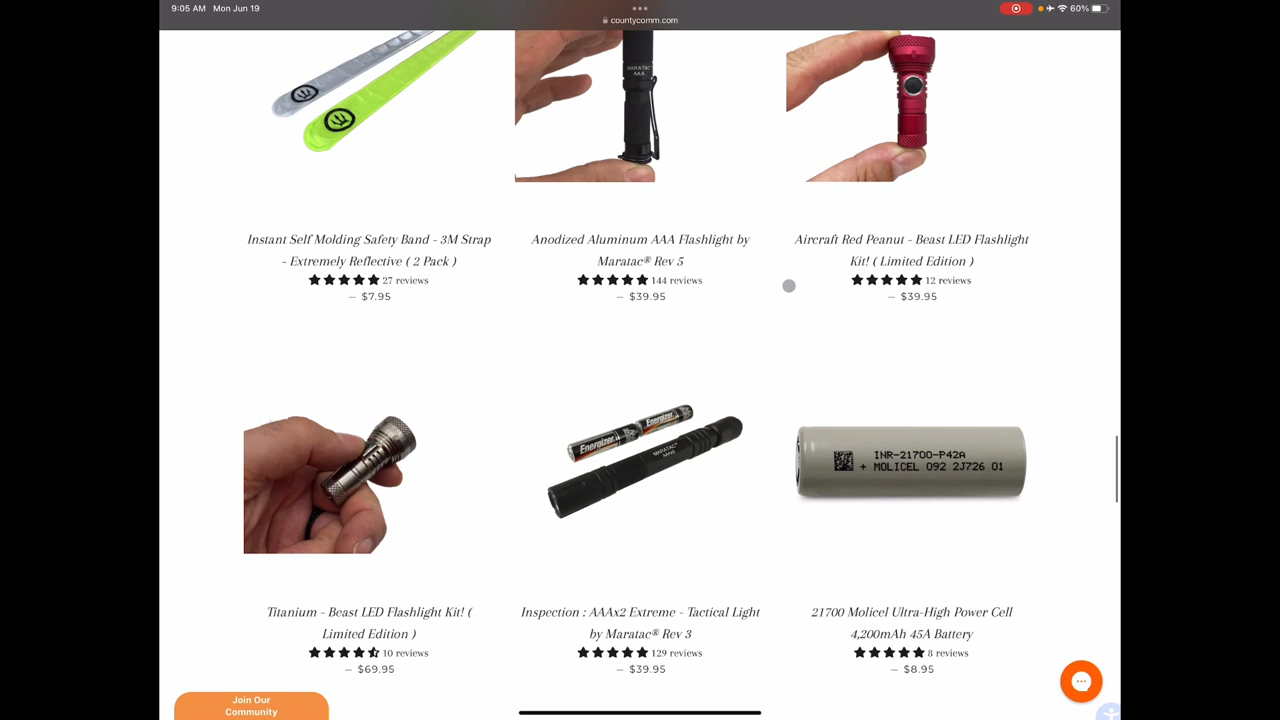 9:05 AM Mon Jun 19
60%
countycomm.com
MARATAC
AAA
Instant Self Molding Safety Band - 3M Strap
- Extremely Reflective ( 2 Pack )
27 reviews
— $7.95
Anodized Aluminum AAA Flashlight by
Maratac® Rev 5
144 reviews
— $39.95
Aircraft Red Peanut - Beast LED Flashlight
Kit! ( Limited Edition )
12 reviews
— $39.95
Energizer
Energizer
MARATAC
INR-21700-P42A
+ MOLICEL 092 2J726 01
Titanium - Beast LED Flashlight Kit! (
Limited Edition )
10 reviews
— $69.95
Inspection : AAAx2 Extreme - Tactical Light
by Maratac® Rev 3
129 reviews
— $39.95
21700 Molicel Ultra-High Power Cell
4,200mAh 45A Battery
8 reviews
— $8.95
Join Our
Community